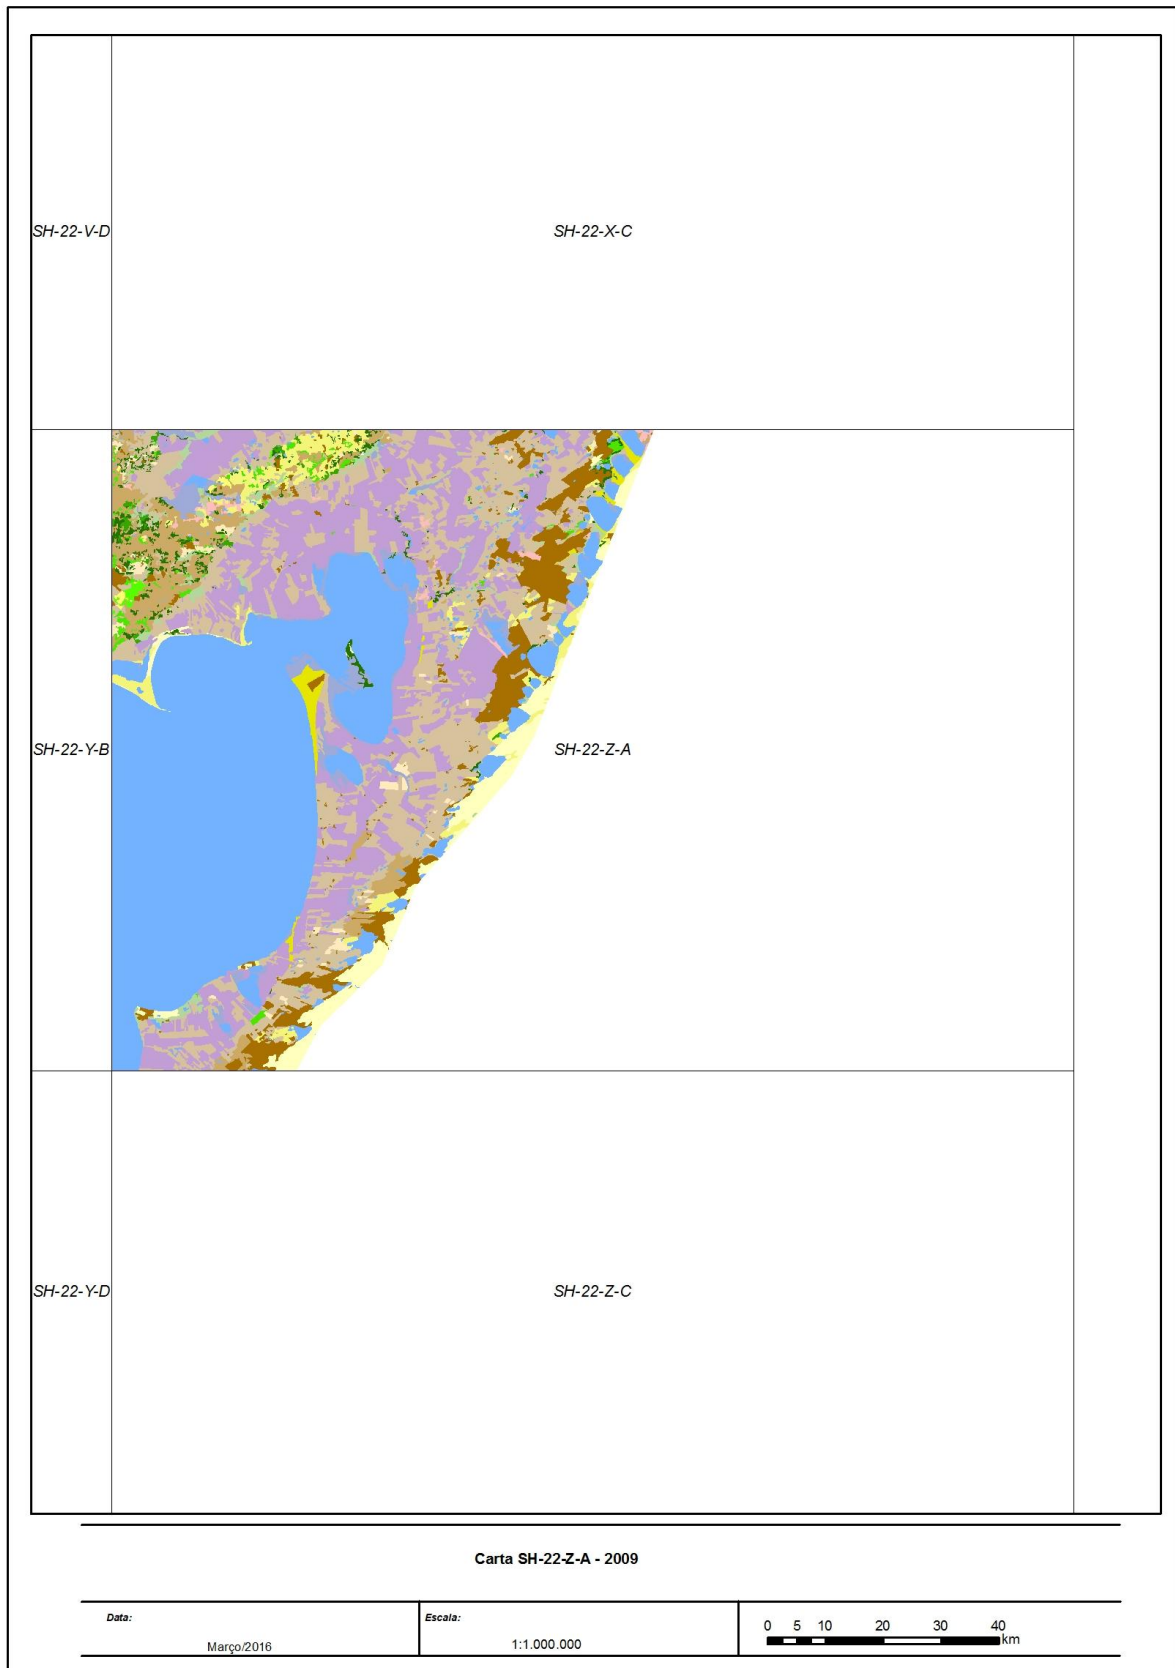 SH-22-V-D
SH-22-X-C
SH-22-Y-B
SH-22-Z-A
SH-22-Y-D
SH-22-Z-C
Carta SH-22-Z-A - 2009
Data:
Março/2016
Escala:
1:1.000.000
0 5 10 20 30 40
km